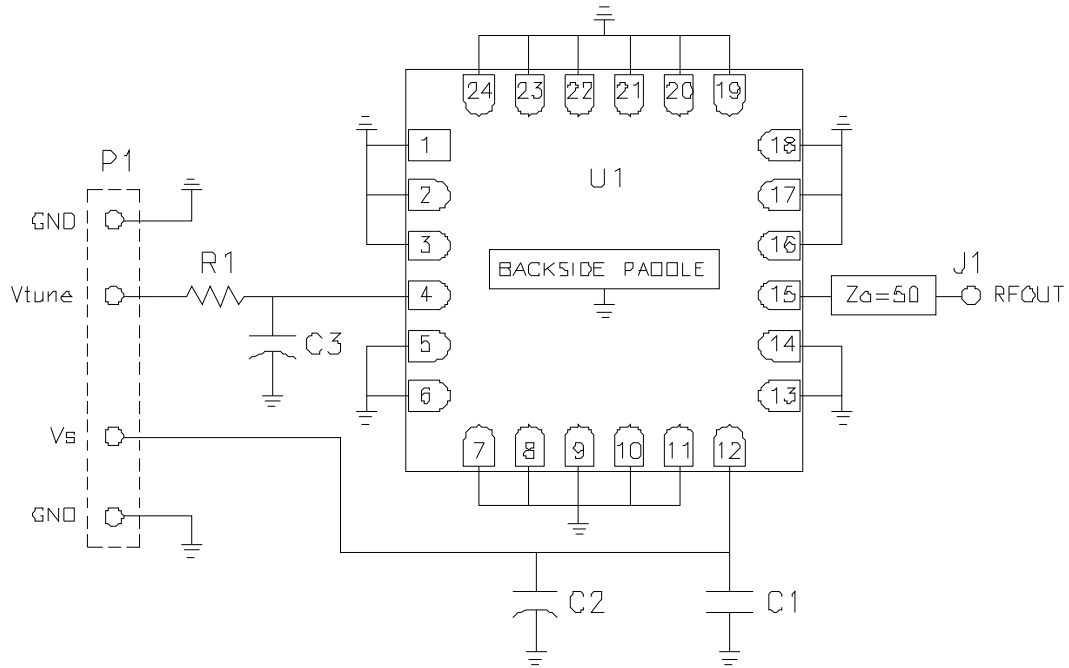 24 23 22 21 20 19
P1
1
18
U1
2
17
GND
3
16
R1
BACKSIDE PADDLE
J1
Vtune
4
15
Zo=50
RFOUT
C3
5
14
6
13
Vs
7 8 9 10 11 12
GND
C2
C1